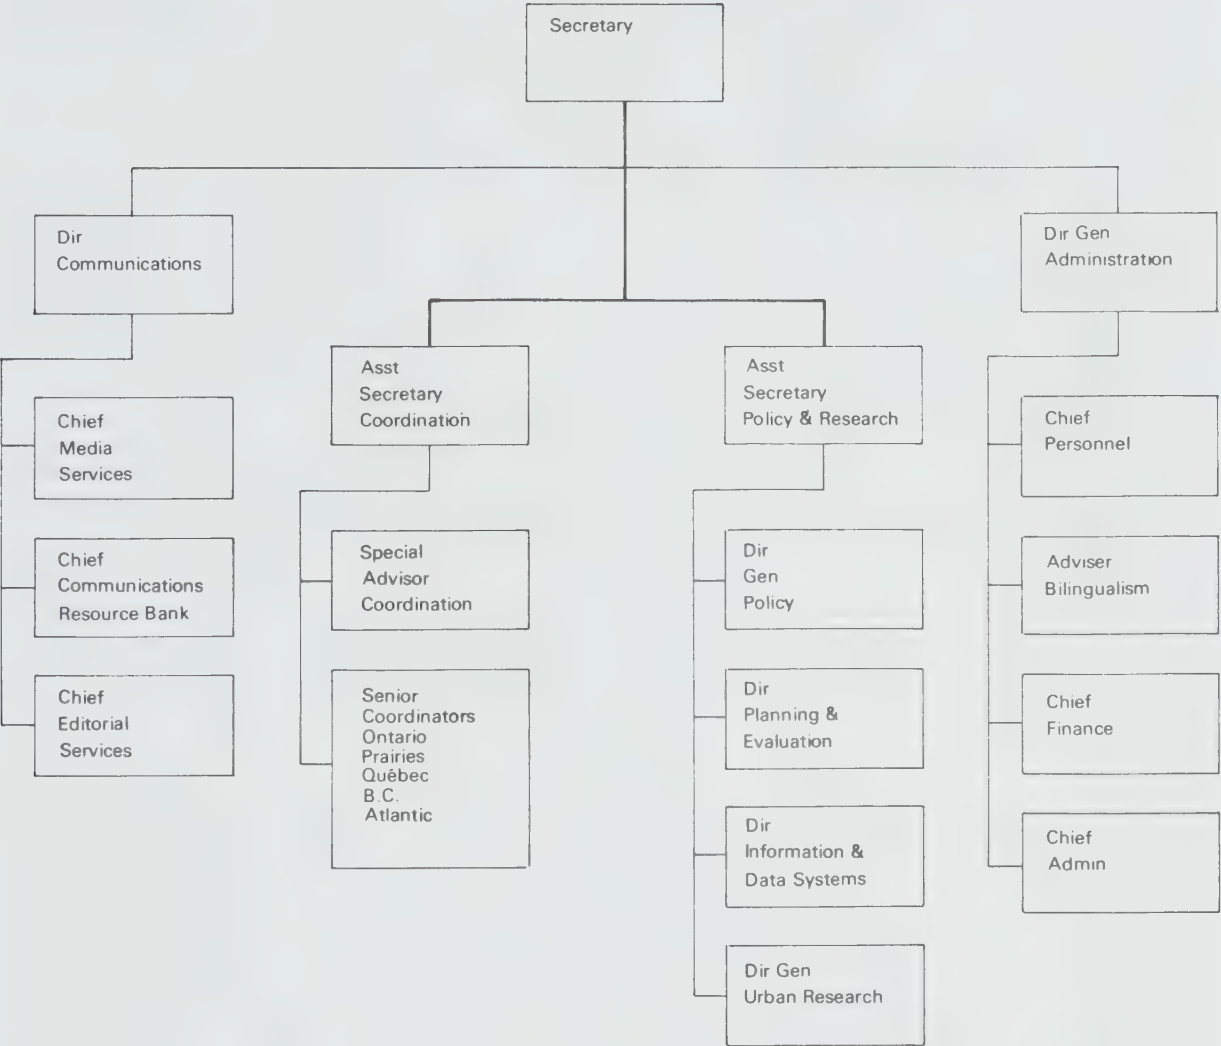 Secretary
Dir
Communications
Chief
Media
Services
Chief
Communications
Resource Bank
Chief
Editorial
Services
Asst
Secretary
Coordination
Special
Advisor
Coordination
Senior
Coordinators
Ontario
Prairies
Québec
B.C.
Atlantic
Asst
Secretary
Policy & Research
Dir
Gen
Policy
Dir
Planning &
Evaluation
Dir
Information &
Data Systems
Dir Gen
Urban Research
Dir Gen
Administration
Chief
Personnel
Adviser
Bilingualism
Chief
Finance
Chief
Admin